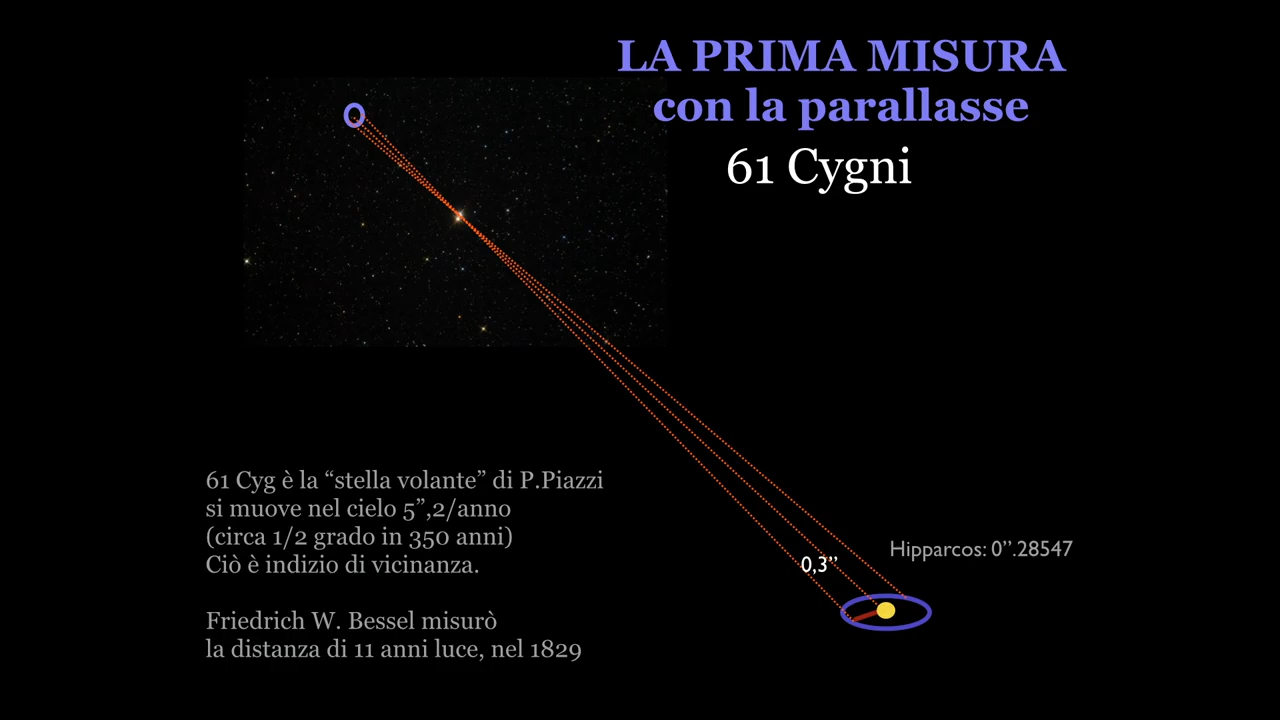 LA PRIMA MISURA
con la parallasse
61 Cygni
61 Cyg è la “stella volante” di P.Piazzi
si muove nel cielo 5”,2/anno
(circa 1/2 grado in 350 anni)
Ciò è indizio di vicinanza.
Friedrich W. Bessel misurò
la distanza di 11 anni luce, nel 1829
0,3”
Hipparcos: 0”.28547